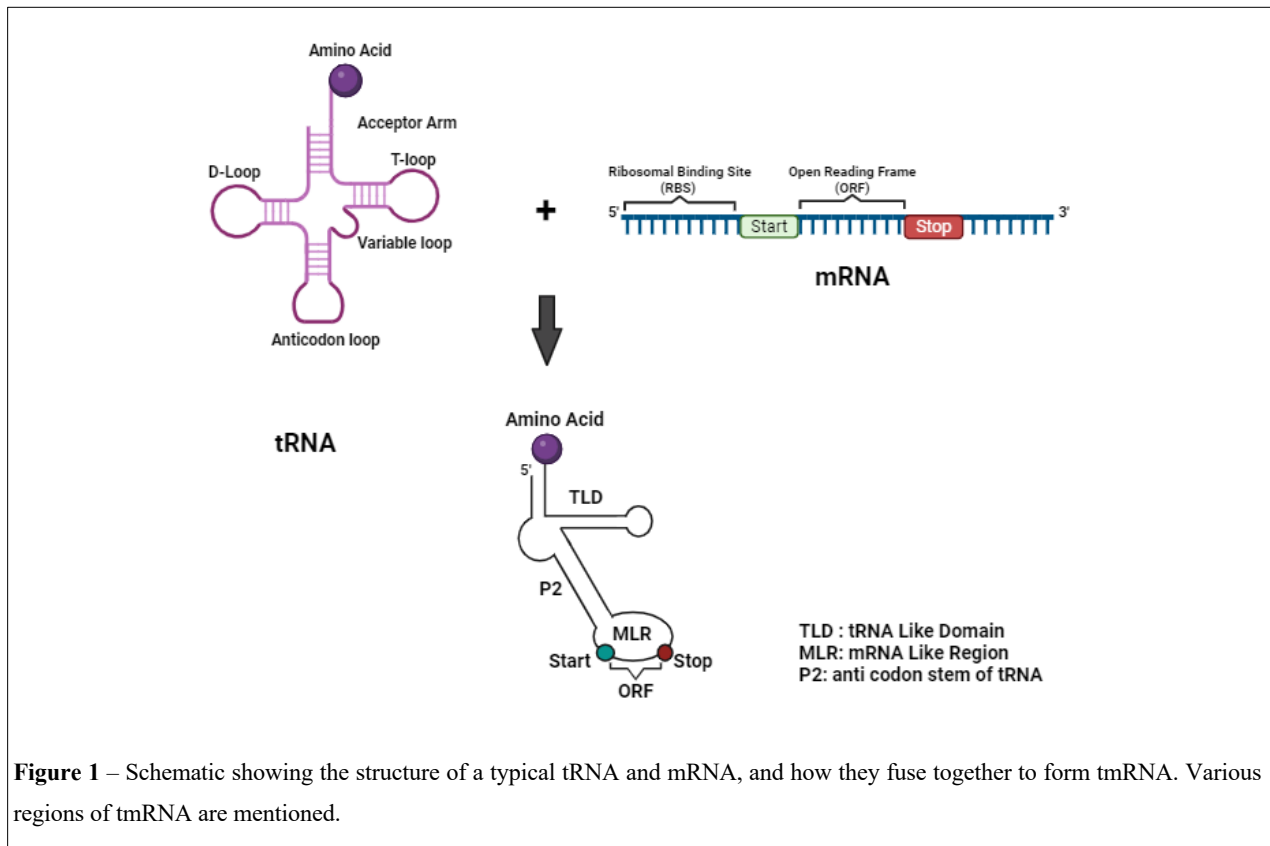 Amino Acid
Acceptor Arm
D-Loop
T-loop
Variable loop
Anticodon loop
tRNA
+
Ribosomal Binding Site
(RBS)
Open Reading Frame
(ORF)
5'
Start
Stop
3'
mRNA
Amino Acid
5'
TLD
P2
MLR
Start
Stop
ORF
TLD : tRNA Like Domain
MLR: mRNA Like Region
P2: anti codon stem of tRNA
Figure 1 – Schematic showing the structure of a typical tRNA and mRNA, and how they fuse together to form tmRNA. Various
regions of tmRNA are mentioned.